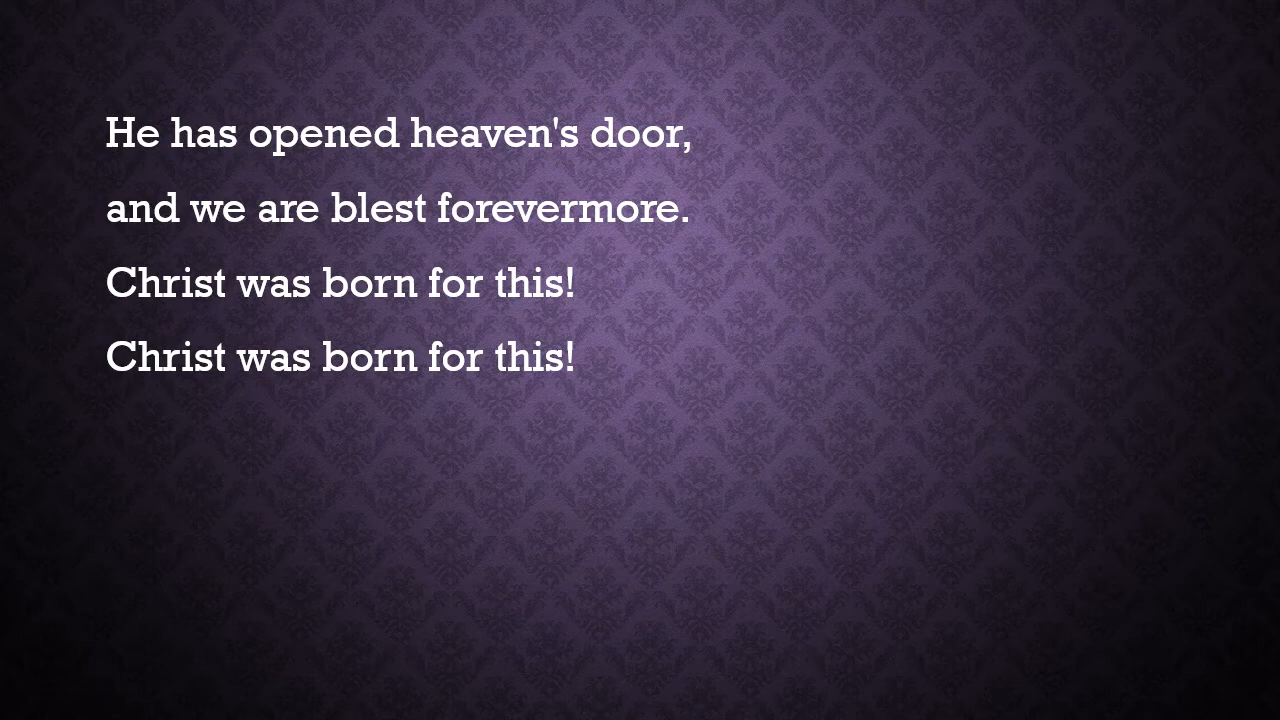 He has opened heaven's door,
and we are blest forevermore.
Christ was born for this!
Christ was born for this!